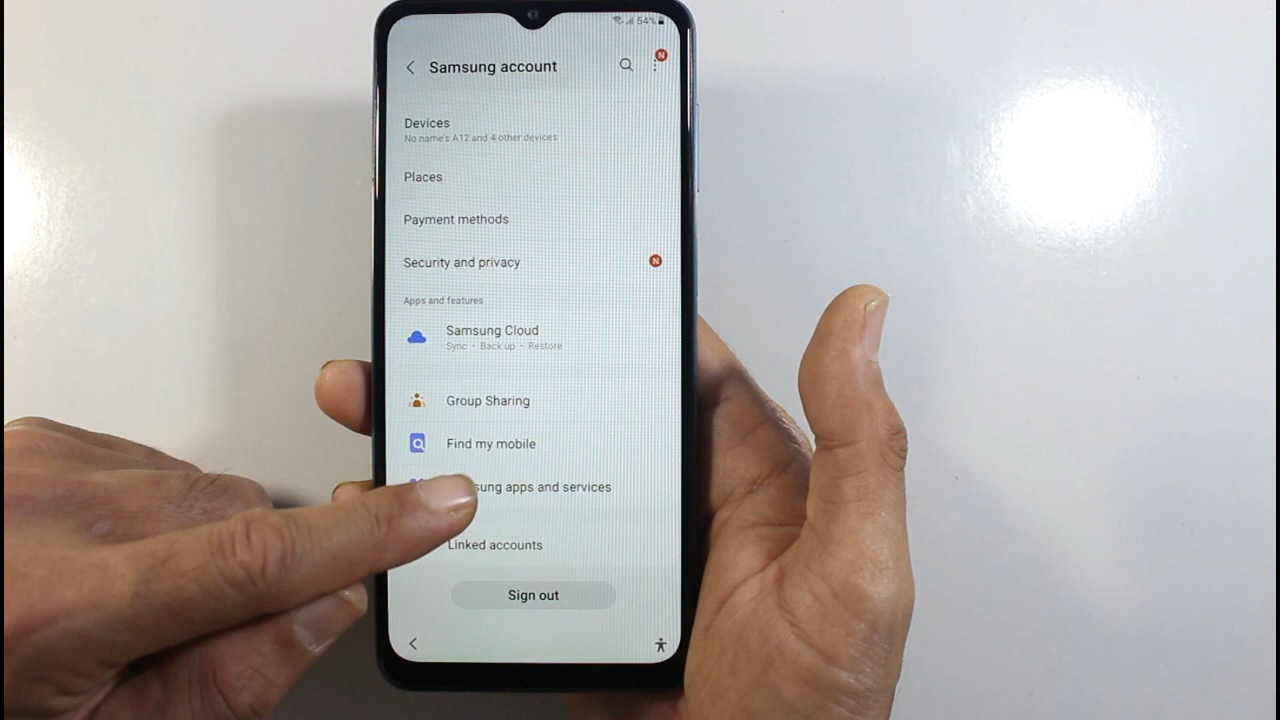 54%
Samsung account
N
Devices
No name's A12 and 4 other devices
Places
Payment methods
Security and privacy
N
Apps and features
Samsung Cloud
Sync • Back up • Restore
Group Sharing
Find my mobile
sung apps and services
Linked accounts
Sign out